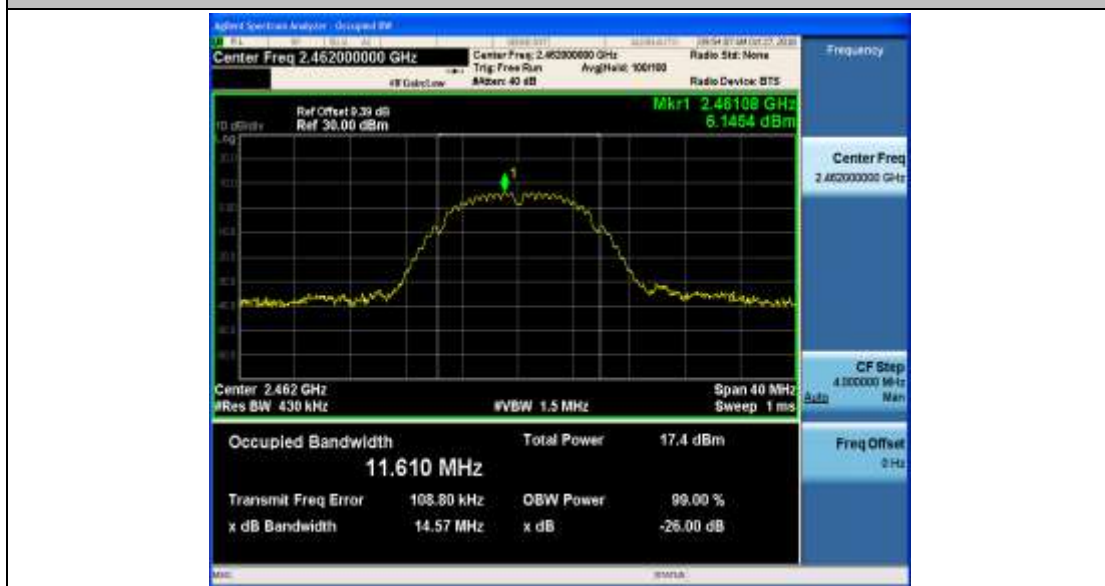 Agilent Spectrum Analyzer - Occupied BW
Center Freq 2.462000000 GHz
Center Freq: 2.462000000 GHz
Radio Std: None
Trig: Free Run
Avg|Hold: 100/100
#IFGain:Low
#Atten: 40 dB
Radio Device: BTS
Frequency
Mkr1 2.46108 GHz
6.1454 dBm
Ref Offset 9.39 dB
10 dB/div
Ref 30.00 dBm
Log
1
Center Freq
2.462000000 GHz
Center 2.462 GHz
Span 40 MHz
#Res BW 430 kHz
#VBW 1.5 MHz
Sweep 1 ms
CF Step
4.000000 MHz
Auto
Man
Occupied Bandwidth
Total Power
17.4 dBm
11.610 MHz
Freq Offset
0 Hz
Transmit Freq Error
108.80 kHz
OBW Power
99.00 %
x dB Bandwidth
14.57 MHz
x dB
-26.00 dB
MSG
STATUS